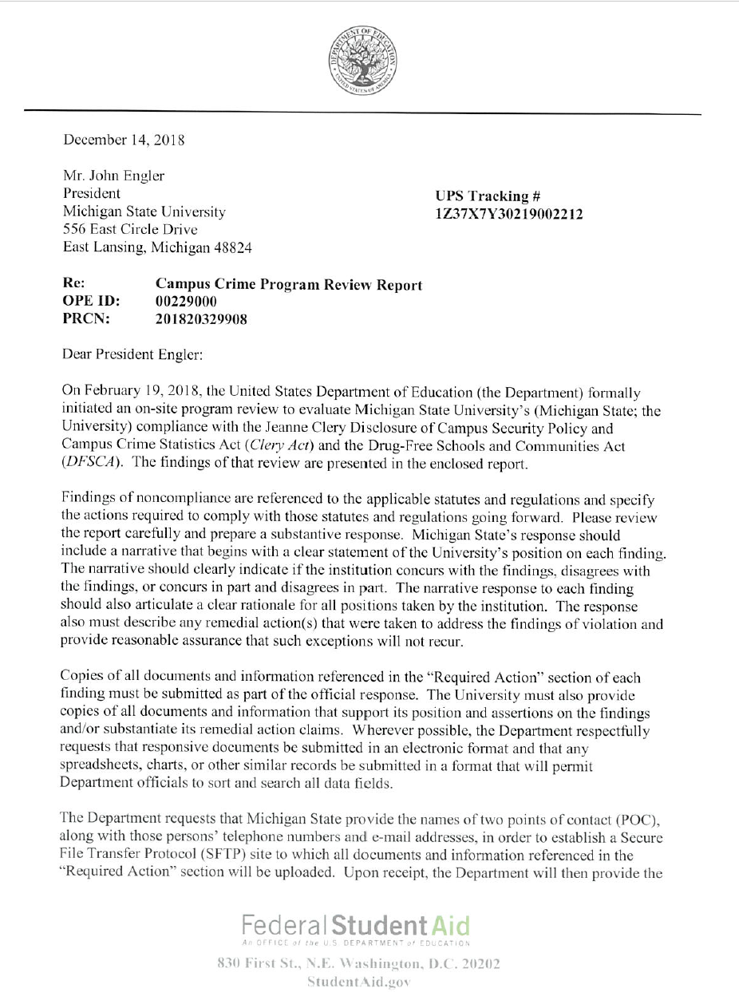 DEPARTMENT OF EDUCATION
UNITED STATES OF AMERICA
December 14, 2018
Mr. John Engler
President
Michigan State University
556 East Circle Drive
East Lansing, Michigan 48824
UPS Tracking #
1Z37X7Y30219002212
Re: Campus Crime Program Review Report
OPE ID: 00229000
PRCN: 201820329908
Dear President Engler:
On February 19, 2018, the United States Department of Education (the Department) formally
initiated an on-site program review to evaluate Michigan State University’s (Michigan State; the
University) compliance with the Jeanne Clery Disclosure of Campus Security Policy and
Campus Crime Statistics Act (Clery Act) and the Drug-Free Schools and Communities Act
(DFSCA). The findings of that review are presented in the enclosed report.
Findings of noncompliance are referenced to the applicable statutes and regulations and specify
the actions required to comply with those statutes and regulations going forward. Please review
the report carefully and prepare a substantive response. Michigan State’s response should
include a narrative that begins with a clear statement of the University’s position on each finding.
The narrative should clearly indicate if the institution concurs with the findings, disagrees with
the findings, or concurs in part and disagrees in part. The narrative response to each finding
should also articulate a clear rationale for all positions taken by the institution. The response
also must describe any remedial action(s) that were taken to address the findings of violation and
provide reasonable assurance that such exceptions will not recur.
Copies of all documents and information referenced in the “Required Action” section of each
finding must be submitted as part of the official response. The University must also provide
copies of all documents and information that support its position and assertions on the findings
and/or substantiate its remedial action claims. Wherever possible, the Department respectfully
requests that responsive documents be submitted in an electronic format and that any
spreadsheets, charts, or other similar records be submitted in a format that will permit
Department officials to sort and search all data fields.
The Department requests that Michigan State provide the names of two points of contact (POC),
along with those persons’ telephone numbers and e-mail addresses, in order to establish a Secure
File Transfer Protocol (SFTP) site to which all documents and information referenced in the
“Required Action” section will be uploaded. Upon receipt, the Department will then provide the
Federal Student Aid
An OFFICE of the U.S. DEPARTMENT of EDUCATION
830 First St., N.E. Washington, D.C. 20202
StudentAid.gov